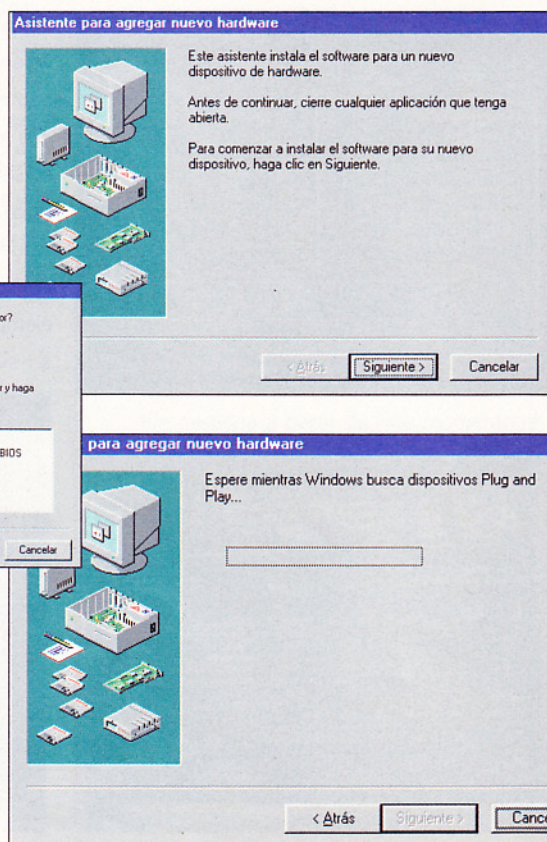 Asistente para agregar nuevo hardware
Este asistente instala el software para un nuevo
dispositivo de hardware.
Antes de continuar, cierre cualquier aplicación que tenga
abierta.
Para comenzar a instalar el software para su nuevo
dispositivo, haga clic en Siguiente.
< Atrás
Siguiente >
Cancelar
or?
r y haga
BIOS
Cancelar
para agregar nuevo hardware
Espere mientras Windows busca dispositivos Plug and
Play...
< Atrás
Siguiente >
Cance